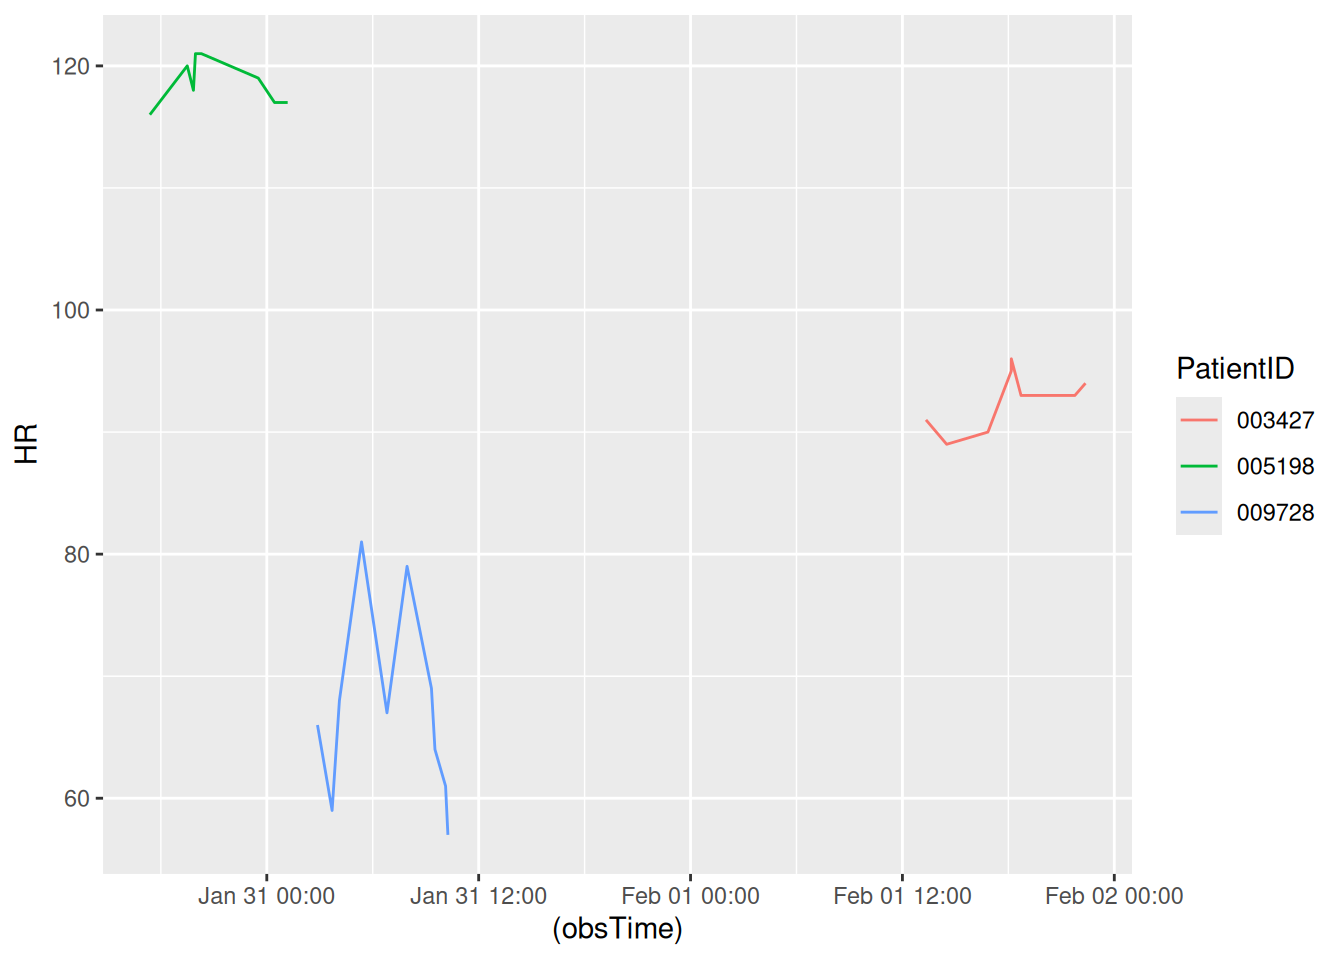 120
100
80
60
HR
Jan 31 00:00
Jan 31 12:00
Feb 01 00:00
Feb 01 12:00
Feb 02 00:00
(obsTime)
PatientID
003427
005198
009728